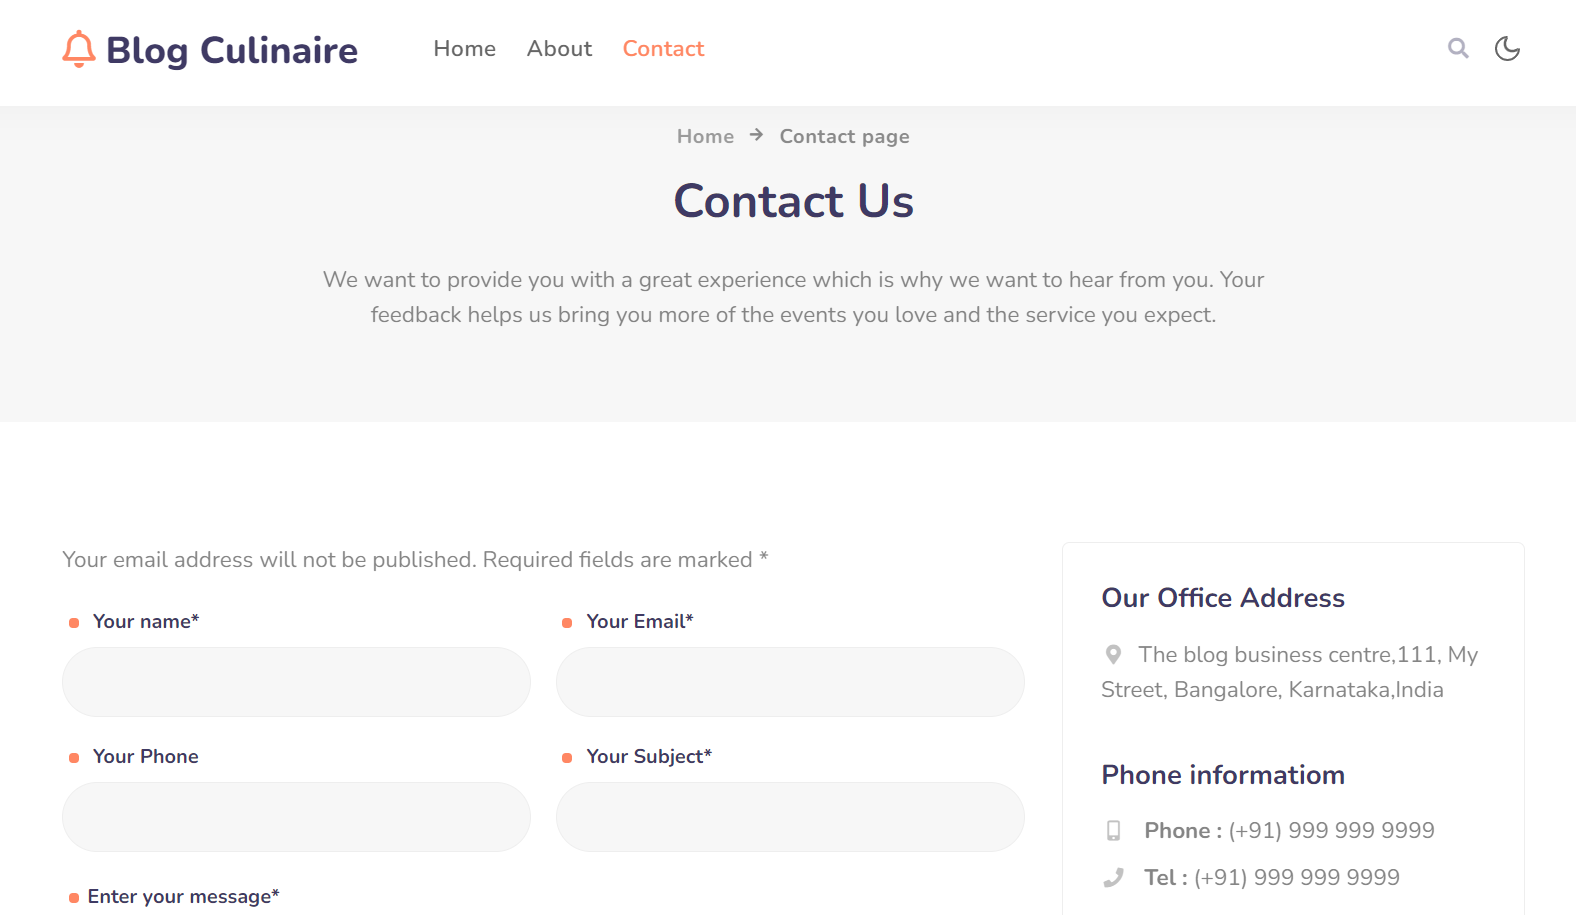 Blog Culinaire
Home About Contact
Home → Contact page
Contact Us
We want to provide you with a great experience which is why we want to hear from you. Your
feedback helps us bring you more of the events you love and the service you expect.
Your email address will not be published. Required fields are marked *
Your name*
Your Email*
Your Phone
Your Subject*
Enter your message*
Our Office Address
The blog business centre,111, My
Street, Bangalore, Karnataka,India
Phone informatiom
Phone : (+91) 999 999 9999
Tel : (+91) 999 999 9999